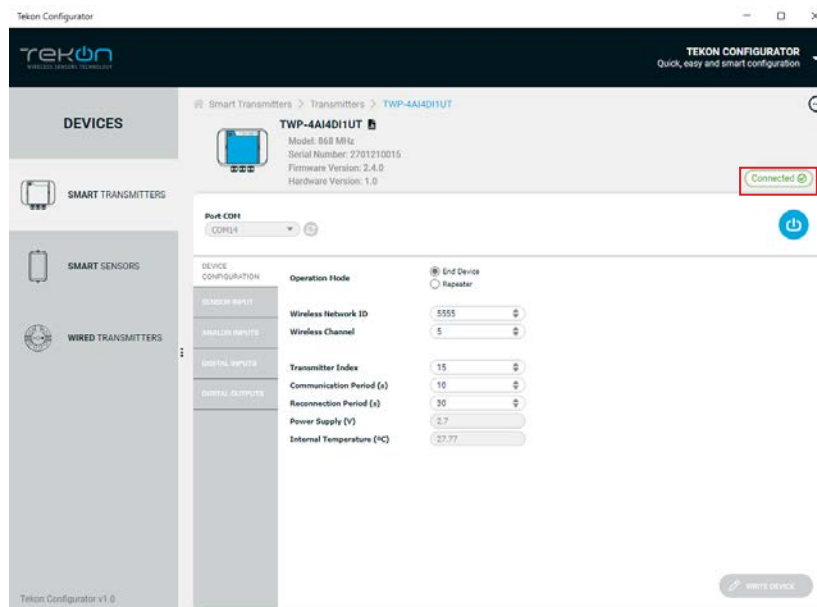 Tekon Configurator
TEKON
WIRELESS SENSORS TECHNOLOGY
TEKON CONFIGURATOR
Quick, easy and smart configuration
DEVICES
SMART TRANSMITTERS
SMART SENSORS
WIRED TRANSMITTERS
Tekon Configurator v1.0
Smart Transmitters > Transmitters > TWP-4AI4DI1UT
TWP-4AI4DI1UT
Model: 868 MHz
Serial Number: 2701210015
Firmware Version: 2.4.0
Hardware Version: 1.0
Connected
Port COM
COM14
DEVICE
CONFIGURATION
SENSOR INPUT
ANALOG INPUTS
DIGITAL INPUTS
DIGITAL OUTPUTS
Operation Mode
End Device
Repeater
Wireless Network ID 5555
Wireless Channel 5
Transmitter Index 15
Communication Period (s) 10
Reconnection Period (s) 30
Power Supply (V) 2.7
Internal Temperature (ºC) 27.77
WRITE DEVICE